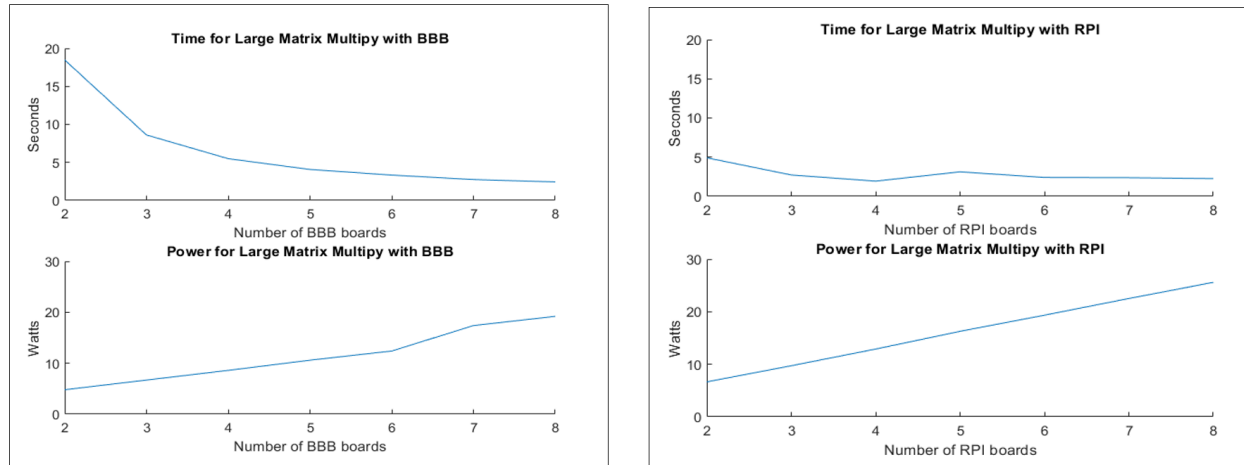 Time for Large Matrix Multipy with BBB
20
15
10
5
0
Seconds
2 3 4 5 6 7 8
Number of BBB boards
Power for Large Matrix Multipy with BBB
30
20
10
0
Watts
2 3 4 5 6 7 8
Number of BBB boards
Time for Large Matrix Multipy with RPI
20
15
10
5
0
Seconds
2 3 4 5 6 7 8
Number of RPI boards
Power for Large Matrix Multipy with RPI
30
20
10
0
Watts
2 3 4 5 6 7 8
Number of RPI boards